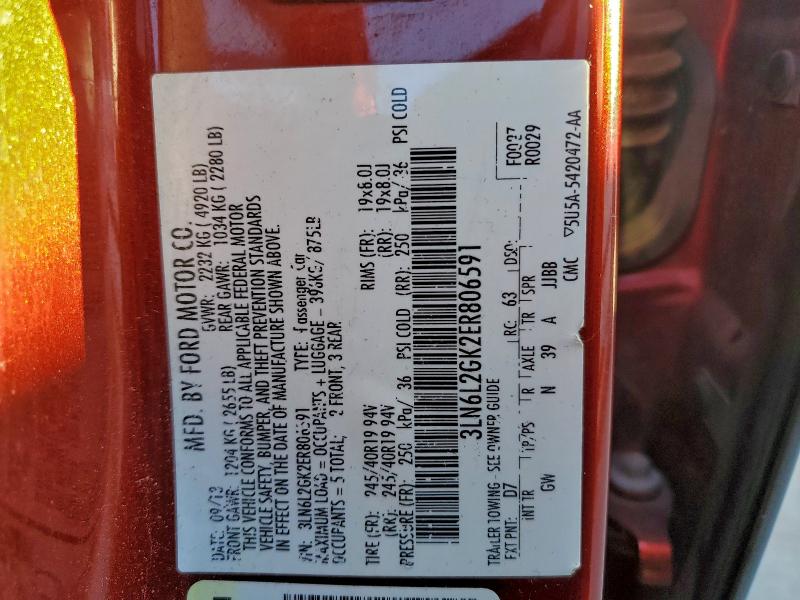 MFD. BY FORD MOTOR CO.
DATE: 09/13 GVWR: 2232 KG ( 4920 LB)
FRONT GAWR: 1204 KG ( 2655 LB) REAR GAWR: 1034 KG ( 2280 LB)
THIS VEHICLE CONFORMS TO ALL APPLICABLE FEDERAL MOTOR
VEHICLE SAFETY, BUMPER, AND THEFT PREVENTION STANDARDS
IN EFFECT ON THE DATE OF MANUFACTURE SHOWN ABOVE.
VIN: 3LN6L2GK2ER806591 TYPE: Passenger Car
MAXIMUM LOAD = OCCUPANTS + LUGGAGE = 396KG/ 875LB
OCCUPANTS = 5 TOTAL; 2 FRONT, 3 REAR
TIRE (FR): 245/40R19 94V RIMS (FR): 19x8.0J
(RR): 245/40R19 94V (RR): 19x8.0J
PRESSURE (FR): 250 kPa/ 36 PSI COLD (RR): 250 kPa/ 36 PSI COLD
3LN6L2GK2ER806591
TRAILER TOWING - SEE OWNER GUIDE
F0027
R0029
EXT PNT: D7 RC: 63 DSO:
INT TR TP/PS R AXLE TR SPR
GW N 39 A JJBB
CMC ▽5U5A-5420472-AA